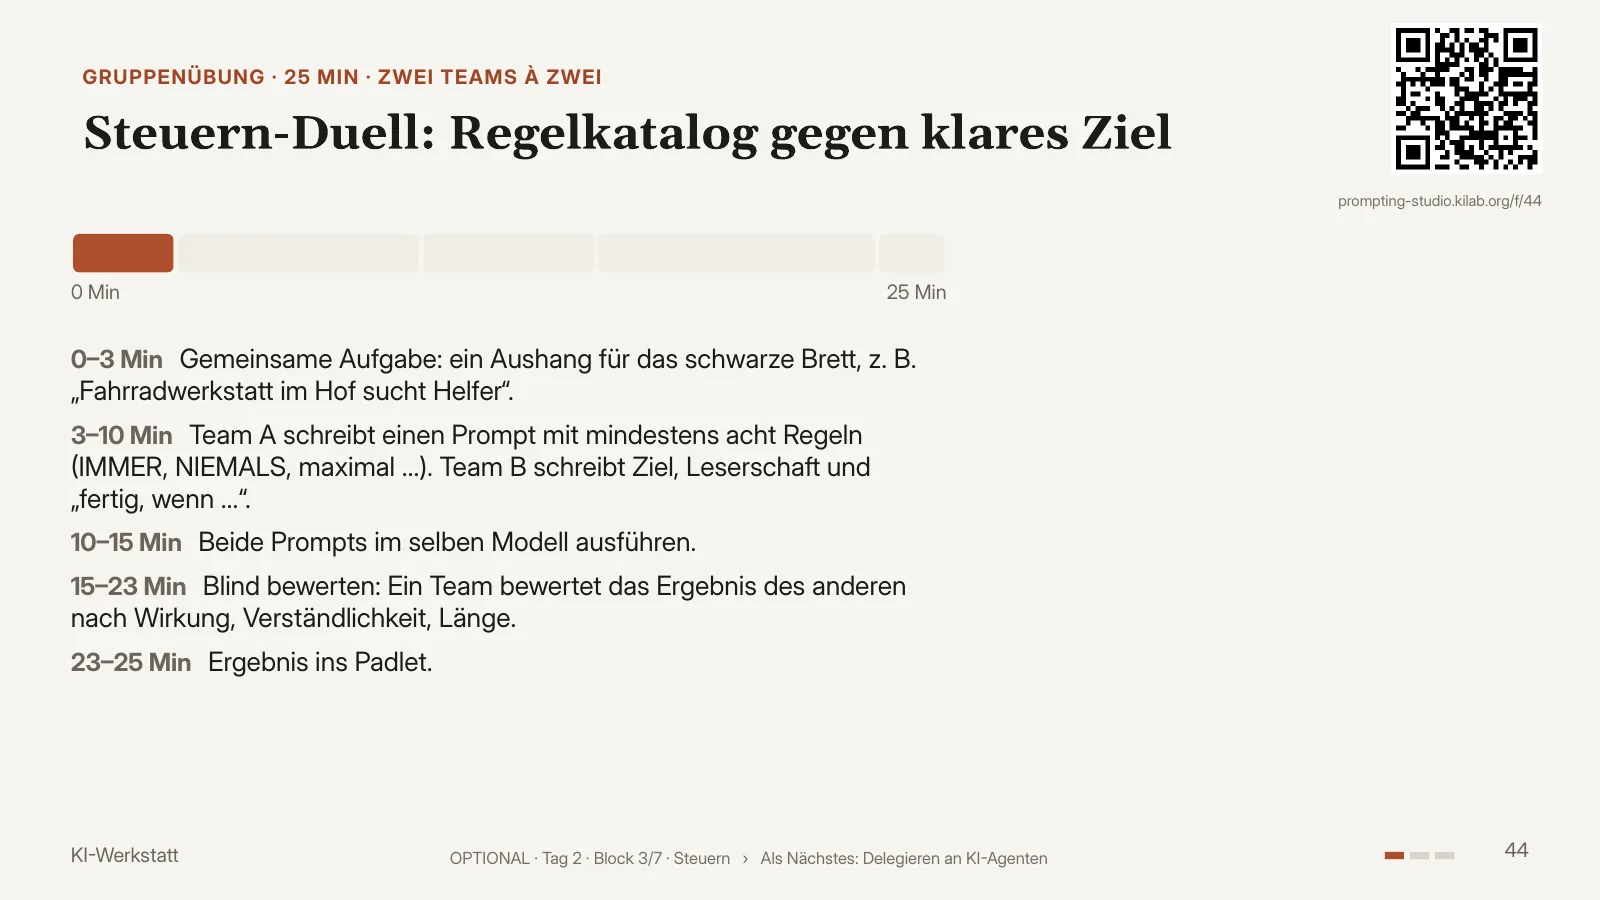 GRUPPENÜBUNG · 25 MIN · ZWEI TEAMS À ZWEI
Steuern-Duell: Regelkatalog gegen klares Ziel
prompting-studio.kilab.org/f/44
0 Min
25 Min
0–3 Min Gemeinsame Aufgabe: ein Aushang für das schwarze Brett, z. B.
„Fahrradwerkstatt im Hof sucht Helfer“.
3–10 Min Team A schreibt einen Prompt mit mindestens acht Regeln
(IMMER, NIEMALS, maximal …). Team B schreibt Ziel, Leserschaft und
„fertig, wenn …“.
10–15 Min Beide Prompts im selben Modell ausführen.
15–23 Min Blind bewerten: Ein Team bewertet das Ergebnis des anderen
nach Wirkung, Verständlichkeit, Länge.
23–25 Min Ergebnis ins Padlet.
KI-Werkstatt
OPTIONAL · Tag 2 · Block 3/7 · Steuern › Als Nächstes: Delegieren an KI-Agenten
44